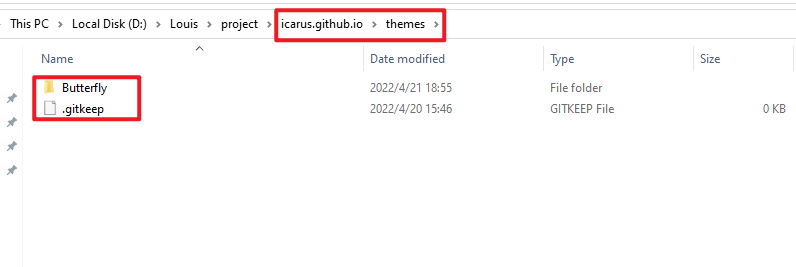 This PC > Local Disk (D:) > Louis > project > icarus.github.io > themes >
Name Date modified Type Size
Butterfly 2022/4/21 18:55 File folder
.gitkeep 2022/4/20 15:46 GITKEEP File 0 KB